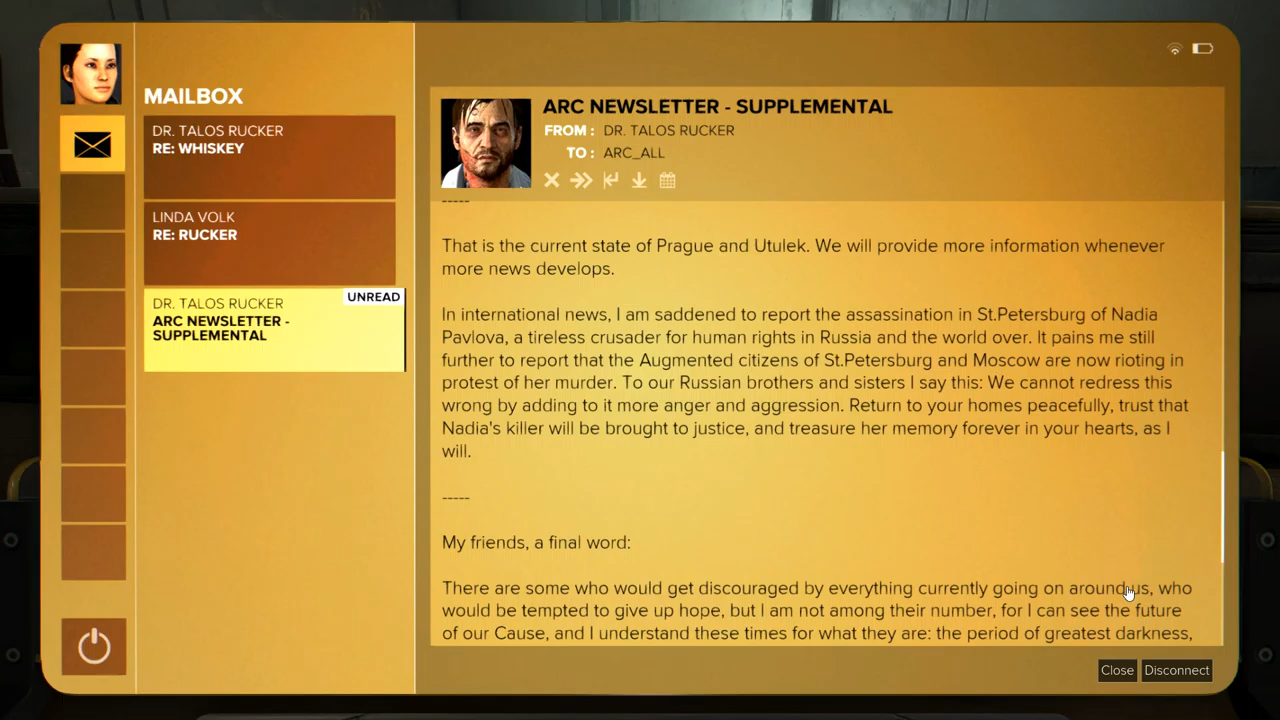 MAILBOX
DR. TALOS RUCKER
RE: WHISKEY
LINDA VOLK
RE: RUCKER
DR. TALOS RUCKER
UNREAD
ARC NEWSLETTER -
SUPPLEMENTAL
ARC NEWSLETTER - SUPPLEMENTAL
FROM : DR. TALOS RUCKER
TO : ARC_ALL
-----
That is the current state of Prague and Utulek. We will provide more information whenever
more news develops.
In international news, I am saddened to report the assassination in St.Petersburg of Nadia
Pavlova, a tireless crusader for human rights in Russia and the world over. It pains me still
further to report that the Augmented citizens of St.Petersburg and Moscow are now rioting in
protest of her murder. To our Russian brothers and sisters I say this: We cannot redress this
wrong by adding to it more anger and aggression. Return to your homes peacefully, trust that
Nadia's killer will be brought to justice, and treasure her memory forever in your hearts, as I
will.
-----
My friends, a final word:
There are some who would get discouraged by everything currently going on around us, who
would be tempted to give up hope, but I am not among their number, for I can see the future
of our Cause, and I understand these times for what they are: the period of greatest darkness,
Close Disconnect